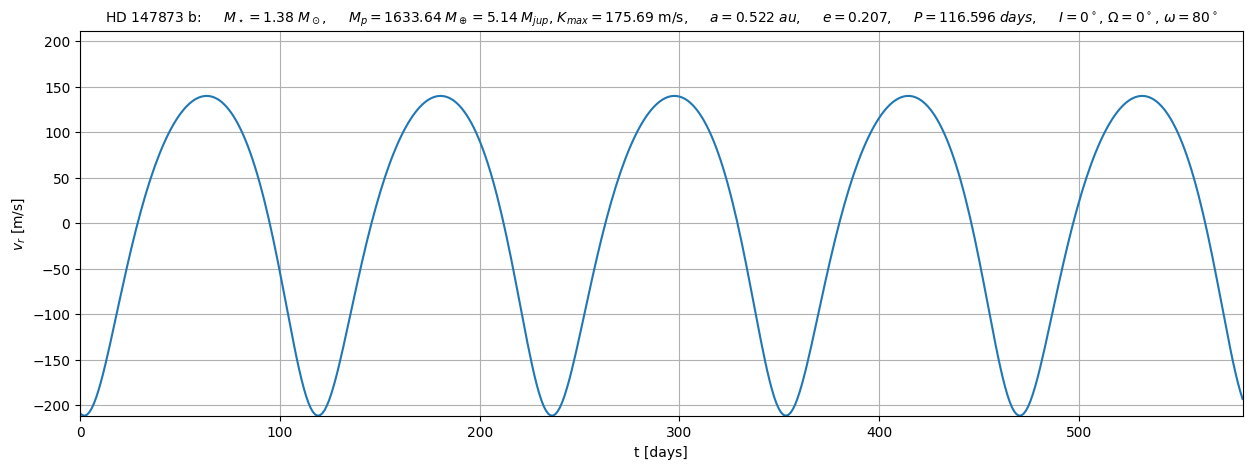 HD 147873 b: M⋆ = 1.38 M⊙, Mp = 1633.64 M⊕ = 5.14 Mjup, Kmax = 175.69 m/s, a = 0.522 au, e = 0.207, P = 116.596 days, I = 0°, Ω = 0°, ω = 80°
200
150
100
50
0
−50
−100
−150
−200
vr [m/s]
0 100 200 300 400 500
t [days]